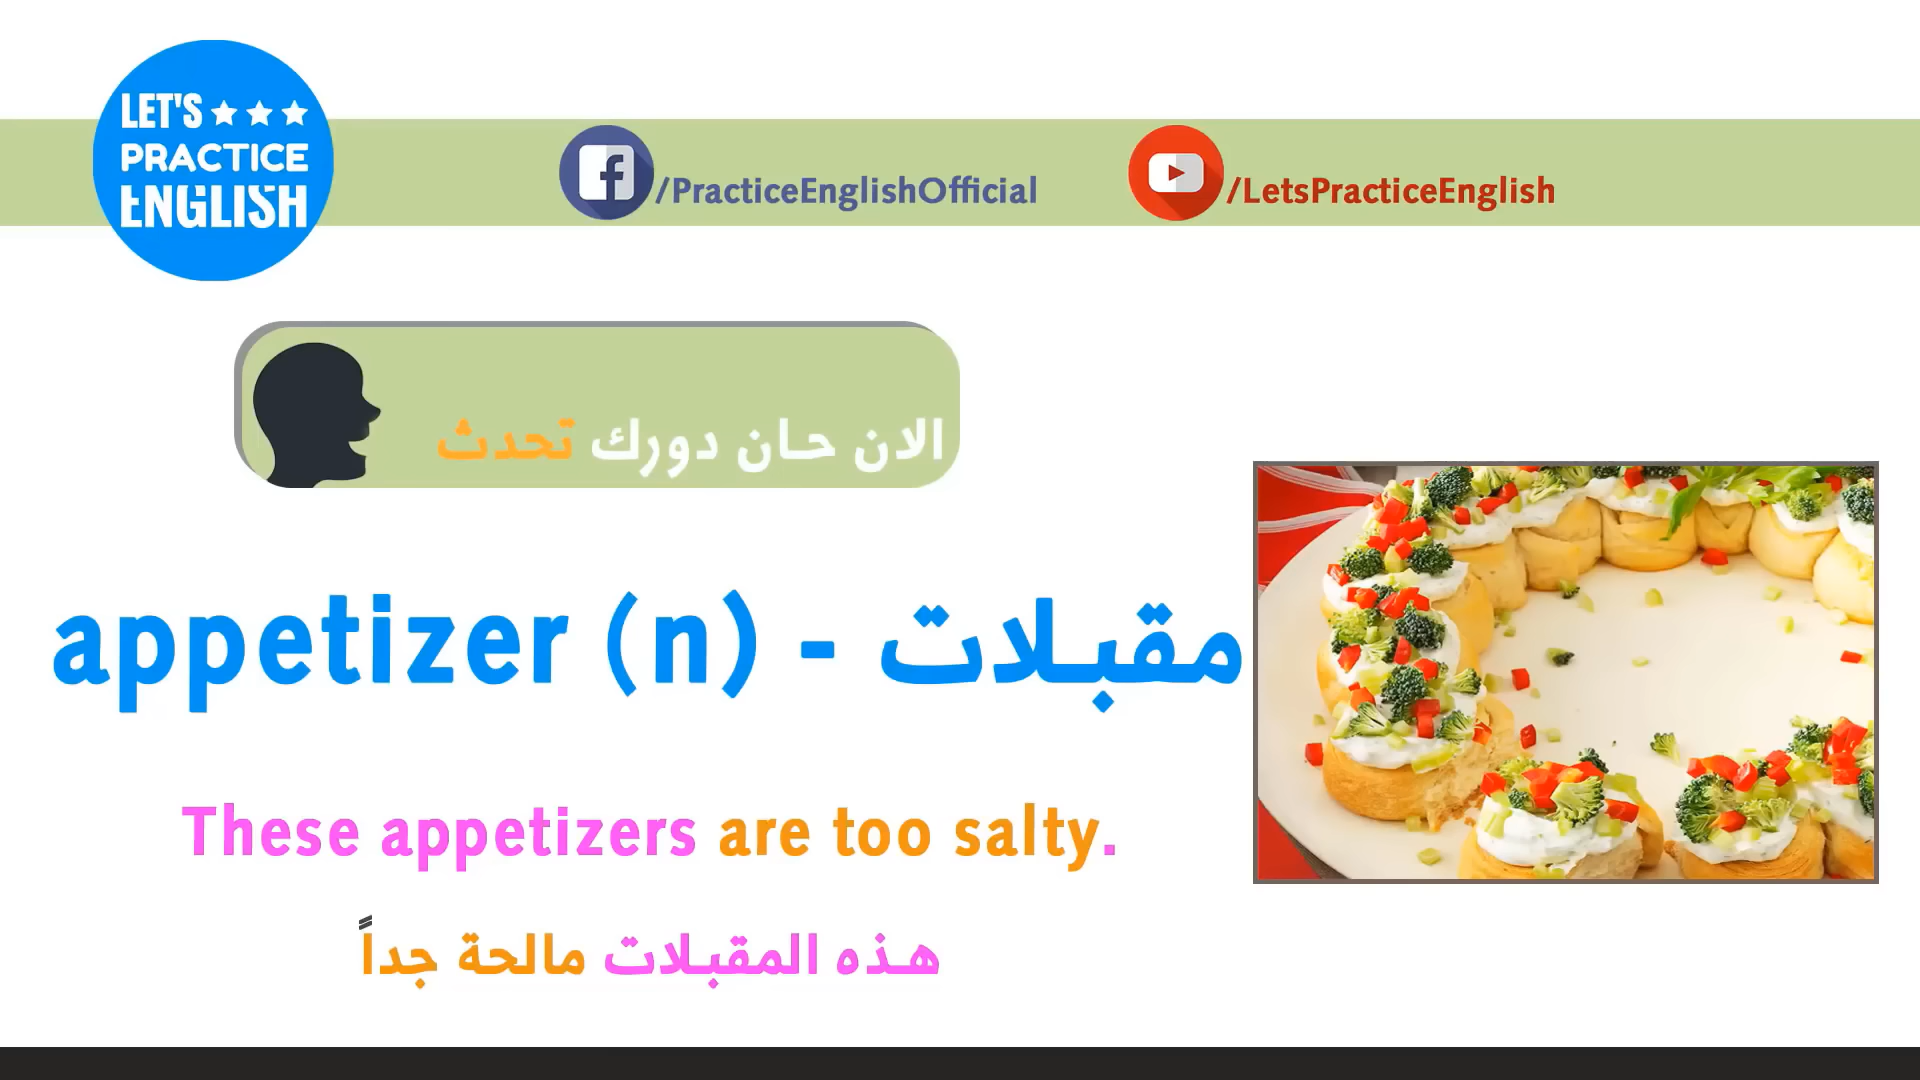 LET'S
PRACTICE
ENGLISH
/PracticeEnglishOfficial
/LetsPracticeEnglish
الان حان دورك تحدث
appetizer (n) - مقبلات
These appetizers are too salty.
هذه المقبلات مالحة جداً